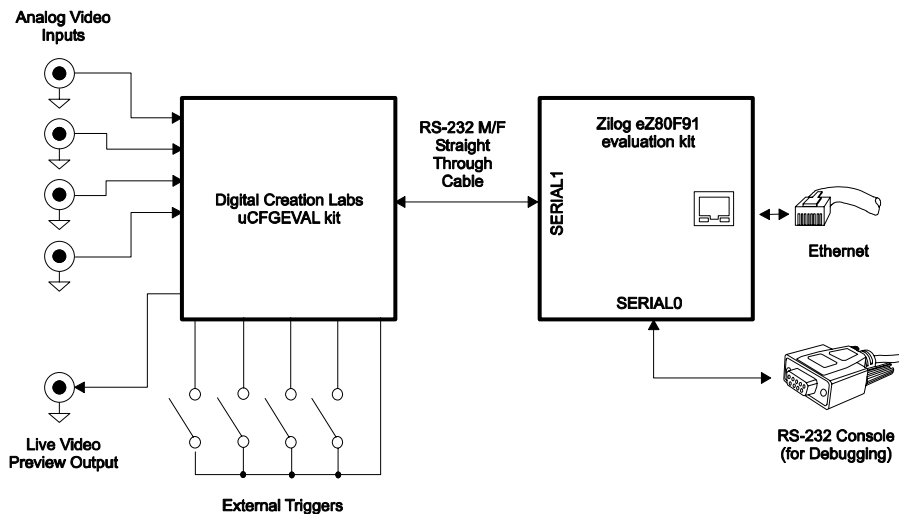 Analog Video
Inputs
Digital Creation Labs
uCFGEVAL kit
RS-232 M/F
Straight
Through
Cable
Zilog eZ80F91
evaluation kit
SERIAL1
SERIAL0
Ethernet
RS-232 Console
(for Debugging)
Live Video
Preview Output
External Triggers